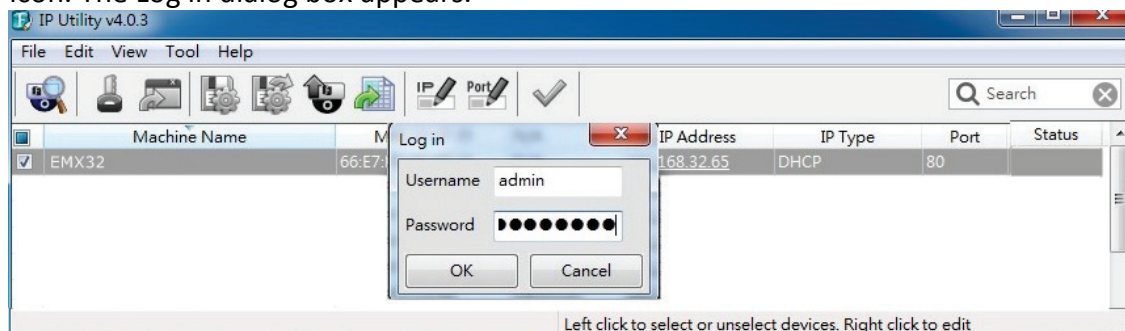 icon. The Log in dialog box appears.
IP Utility v4.0.3
File Edit View Tool Help
IP Port Search
Machine Name M IP Address IP Type Port Status
EMX32 66:E7: 168.32.65 DHCP 80
Log in
Username admin
Password
OK Cancel
Left click to select or unselect devices. Right click to edit